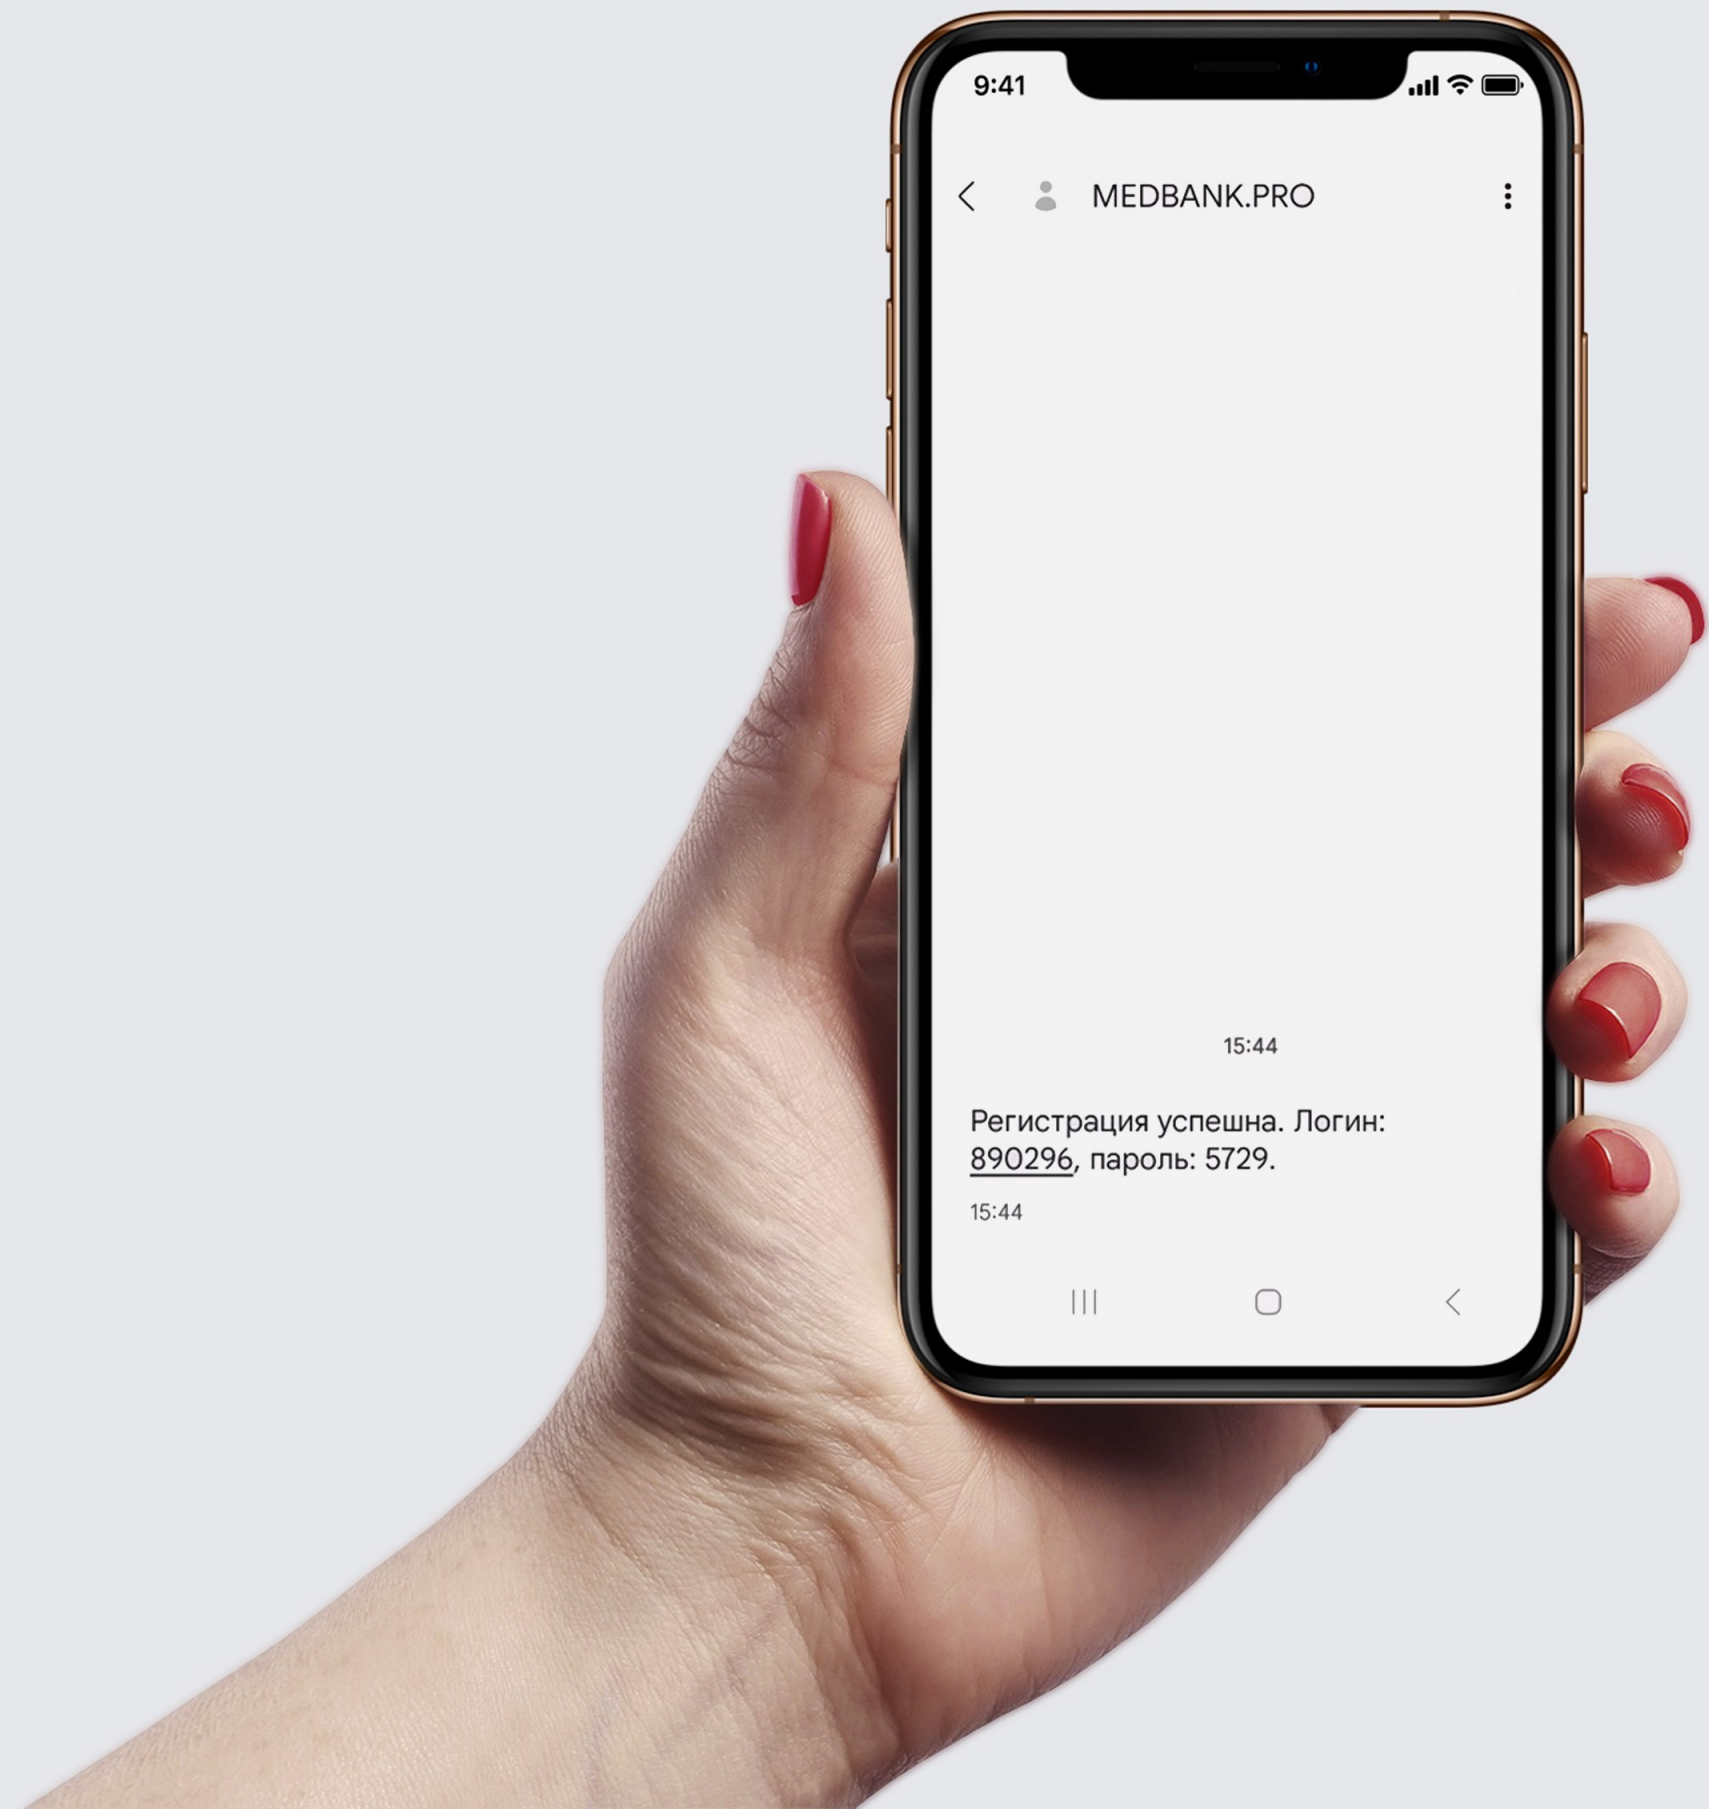 9:41
MEDBANK.PRO
15:44
Регистрация успешна. Логин:
890296, пароль: 5729.
15:44